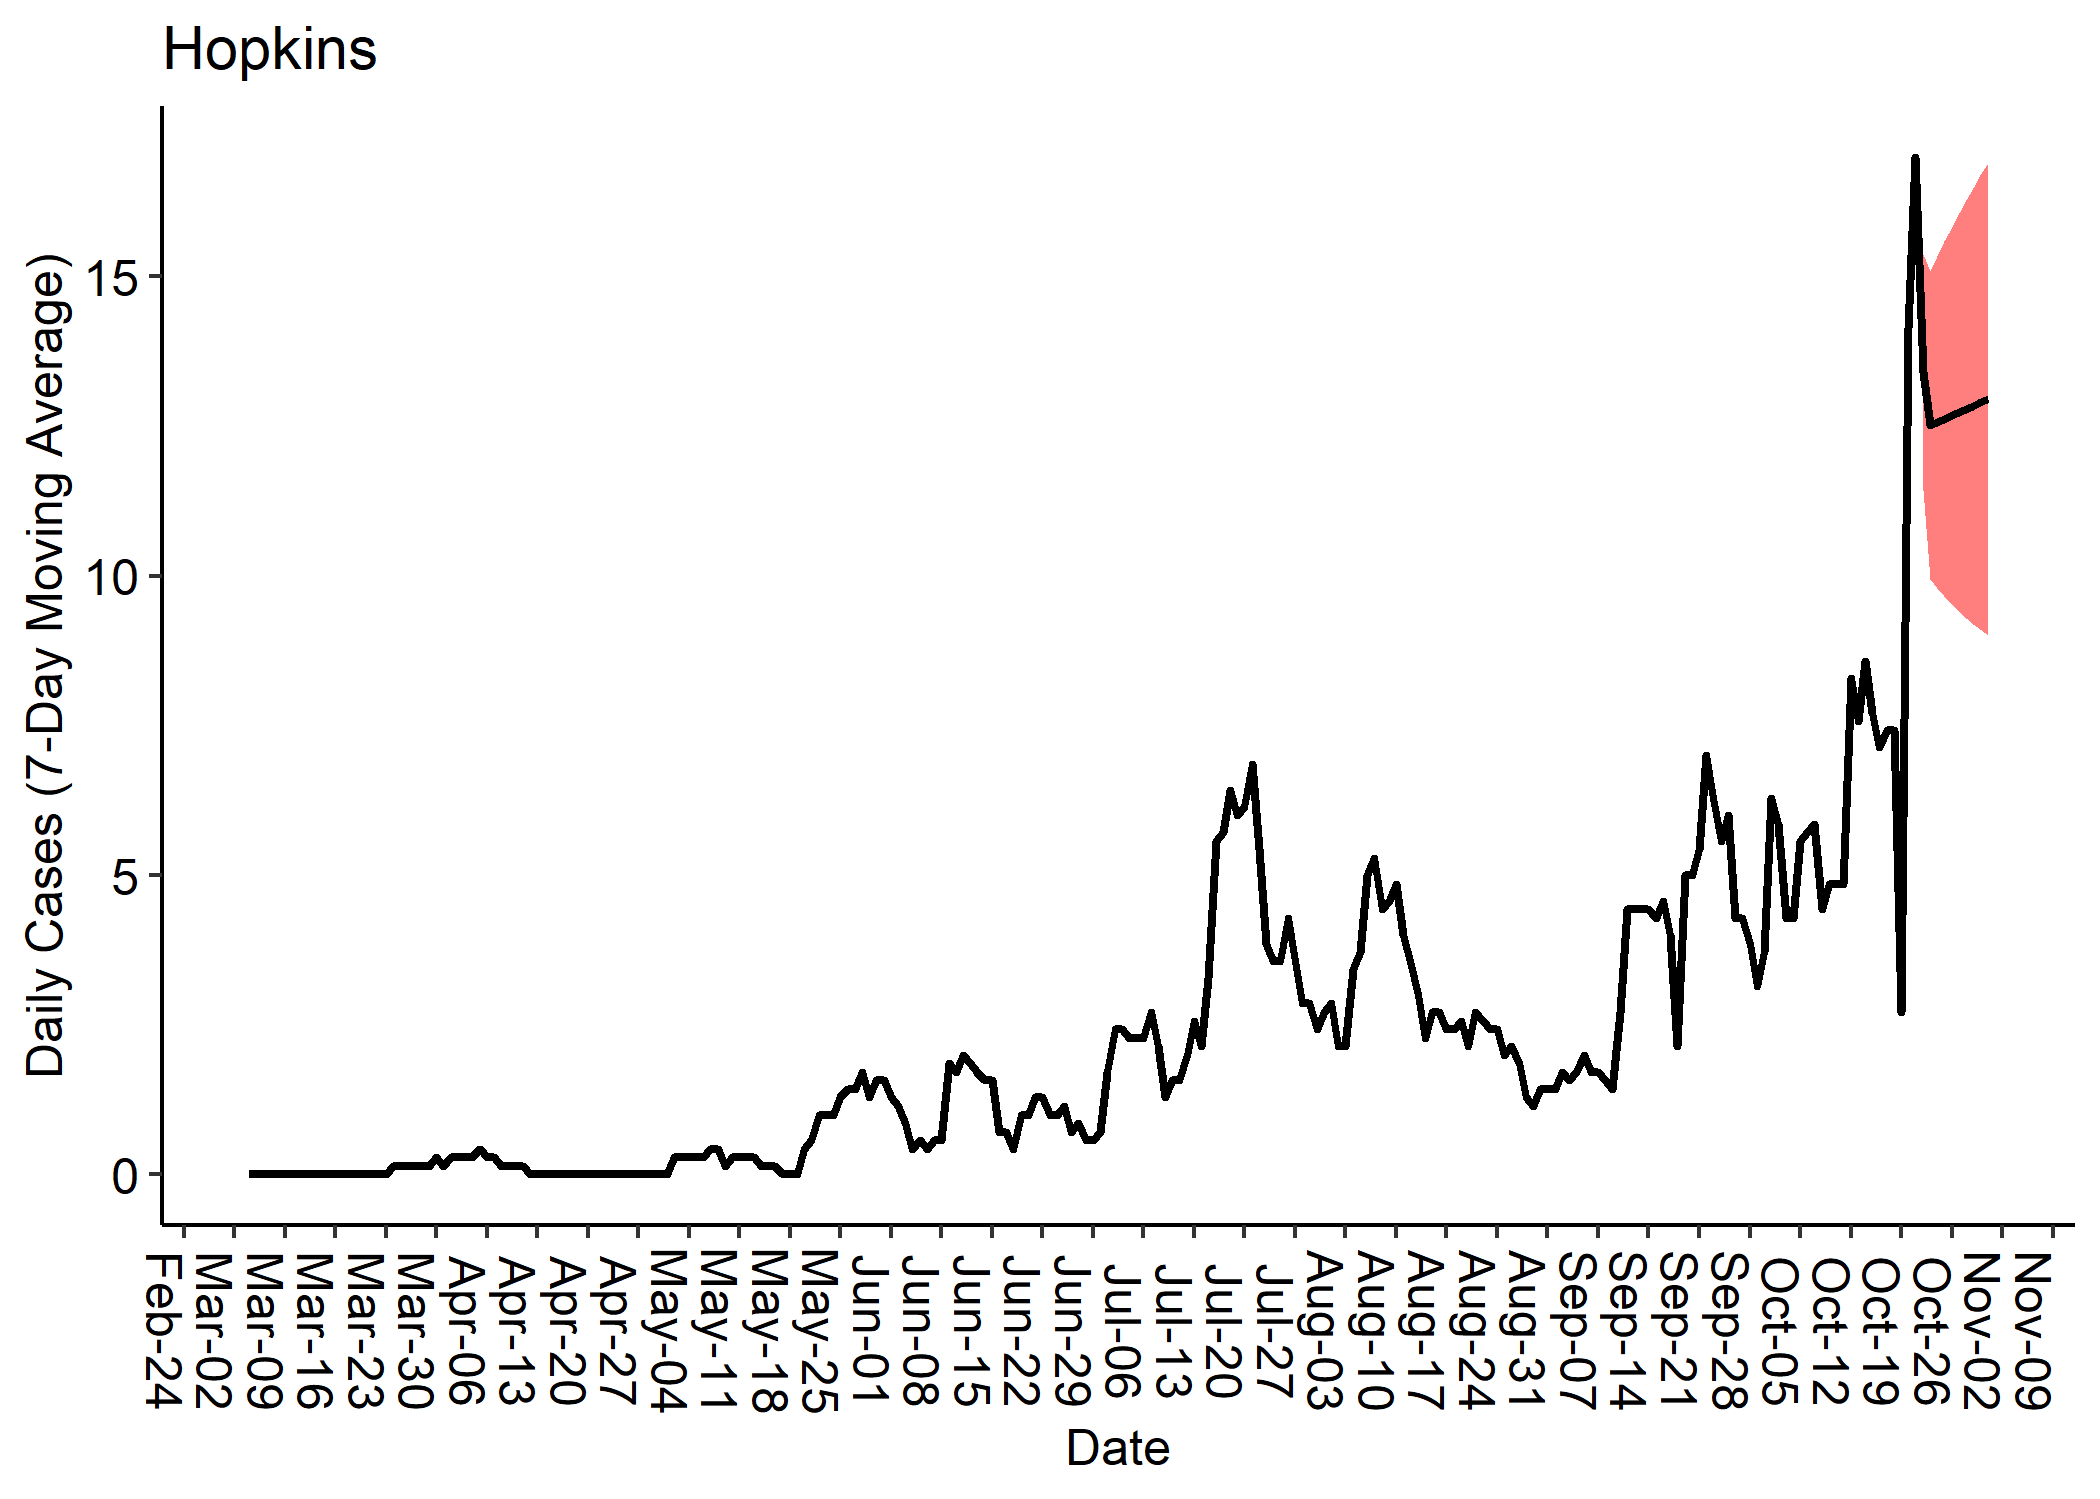 Hopkins
Daily Cases (7-Day Moving Average)
15
10
5
0
Feb-24
Mar-02
Mar-09
Mar-16
Mar-23
Mar-30
Apr-06
Apr-13
Apr-20
Apr-27
May-04
May-11
May-18
May-25
Jun-01
Jun-08
Jun-15
Jun-22
Jun-29
Jul-06
Jul-13
Jul-20
Jul-27
Aug-03
Aug-10
Aug-17
Aug-24
Aug-31
Sep-07
Sep-14
Sep-21
Sep-28
Oct-05
Oct-12
Oct-19
Oct-26
Nov-02
Nov-09
Date